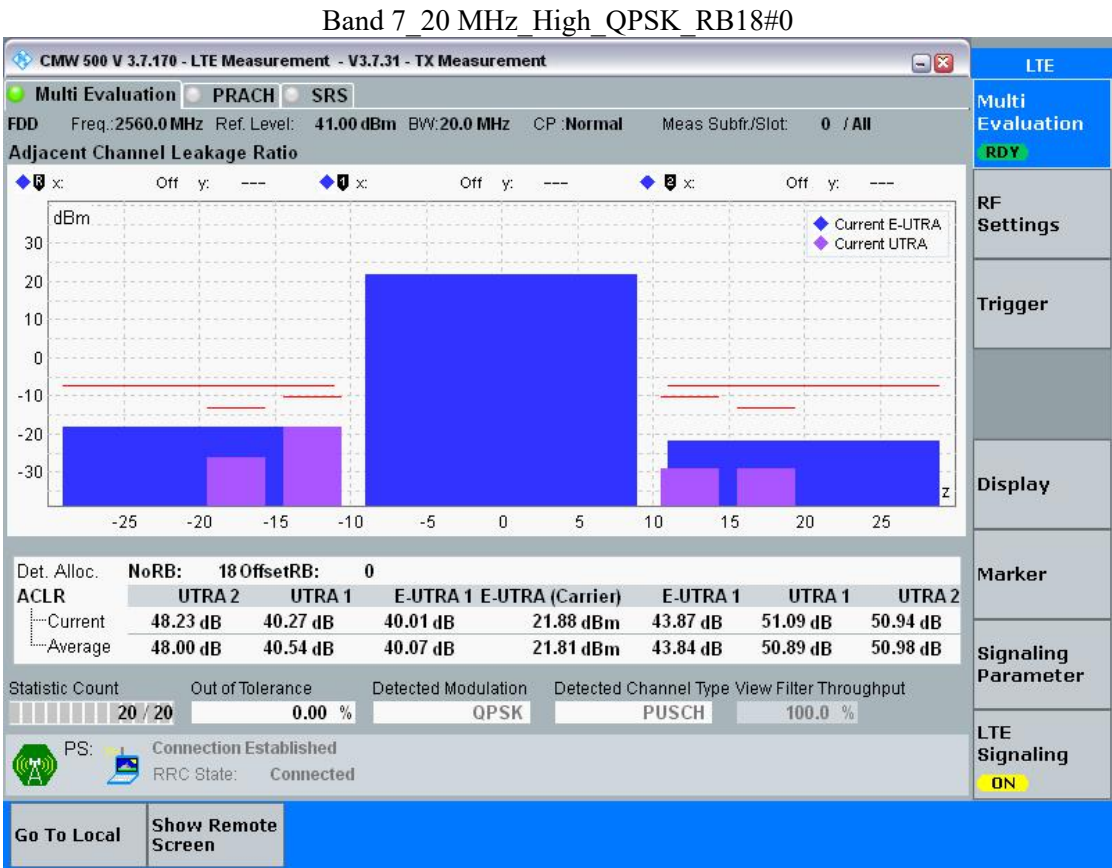 Band 7_20 MHz_High_QPSK_RB18#0
CMW 500 V 3.7.170 - LTE Measurement - V3.7.31 - TX Measurement
LTE
Multi Evaluation PRACH SRS
FDD Freq.:2560.0 MHz Ref. Level: 41.00 dBm BW:20.0 MHz CP :Normal Meas Subfr./Slot: 0 / All
Adjacent Channel Leakage Ratio
R x: Off y: --- 1 x: Off y: --- 2 x: Off y: ---
dBm
Current E-UTRA
Current UTRA
30
20
10
0
-10
-20
-30
z
-25 -20 -15 -10 -5 0 5 10 15 20 25
Det. Alloc. NoRB: 18 OffsetRB: 0
ACLR UTRA 2 UTRA 1 E-UTRA 1 E-UTRA (Carrier) E-UTRA 1 UTRA 1 UTRA 2
Current 48.23 dB 40.27 dB 40.01 dB 21.88 dBm 43.87 dB 51.09 dB 50.94 dB
Average 48.00 dB 40.54 dB 40.07 dB 21.81 dBm 43.84 dB 50.89 dB 50.98 dB
Statistic Count Out of Tolerance Detected Modulation Detected Channel Type View Filter Throughput
20 / 20 0.00 % QPSK PUSCH 100.0 %
PS: Connection Established
RRC State: Connected
Multi
Evaluation
RDY
RF
Settings
Trigger
Display
Marker
Signaling
Parameter
LTE
Signaling
ON
Go To Local
Show Remote
Screen